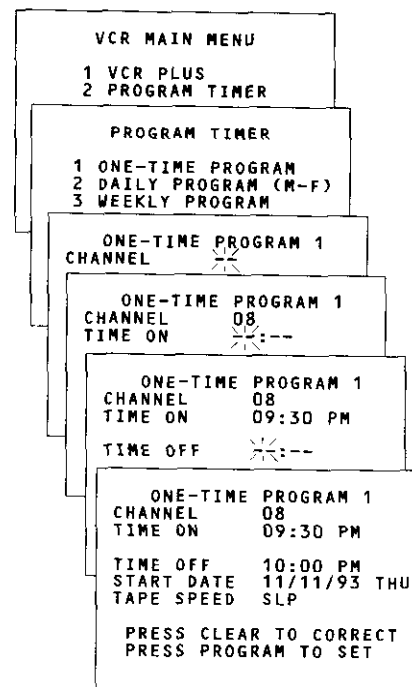 VCR MAIN MENU
1 VCR PLUS
2 PROGRAM TIMER
PROGRAM TIMER
1 ONE-TIME PROGRAM
2 DAILY PROGRAM (M-F)
3 WEEKLY PROGRAM
ONE-TIME PROGRAM 1
CHANNEL --
ONE-TIME PROGRAM 1
CHANNEL 08
TIME ON --:--
ONE-TIME PROGRAM 1
CHANNEL 08
TIME ON 09:30 PM
TIME OFF --:--
ONE-TIME PROGRAM 1
CHANNEL 08
TIME ON 09:30 PM
TIME OFF 10:00 PM
START DATE 11/11/93 THU
TAPE SPEED SLP
PRESS CLEAR TO CORRECT
PRESS PROGRAM TO SET